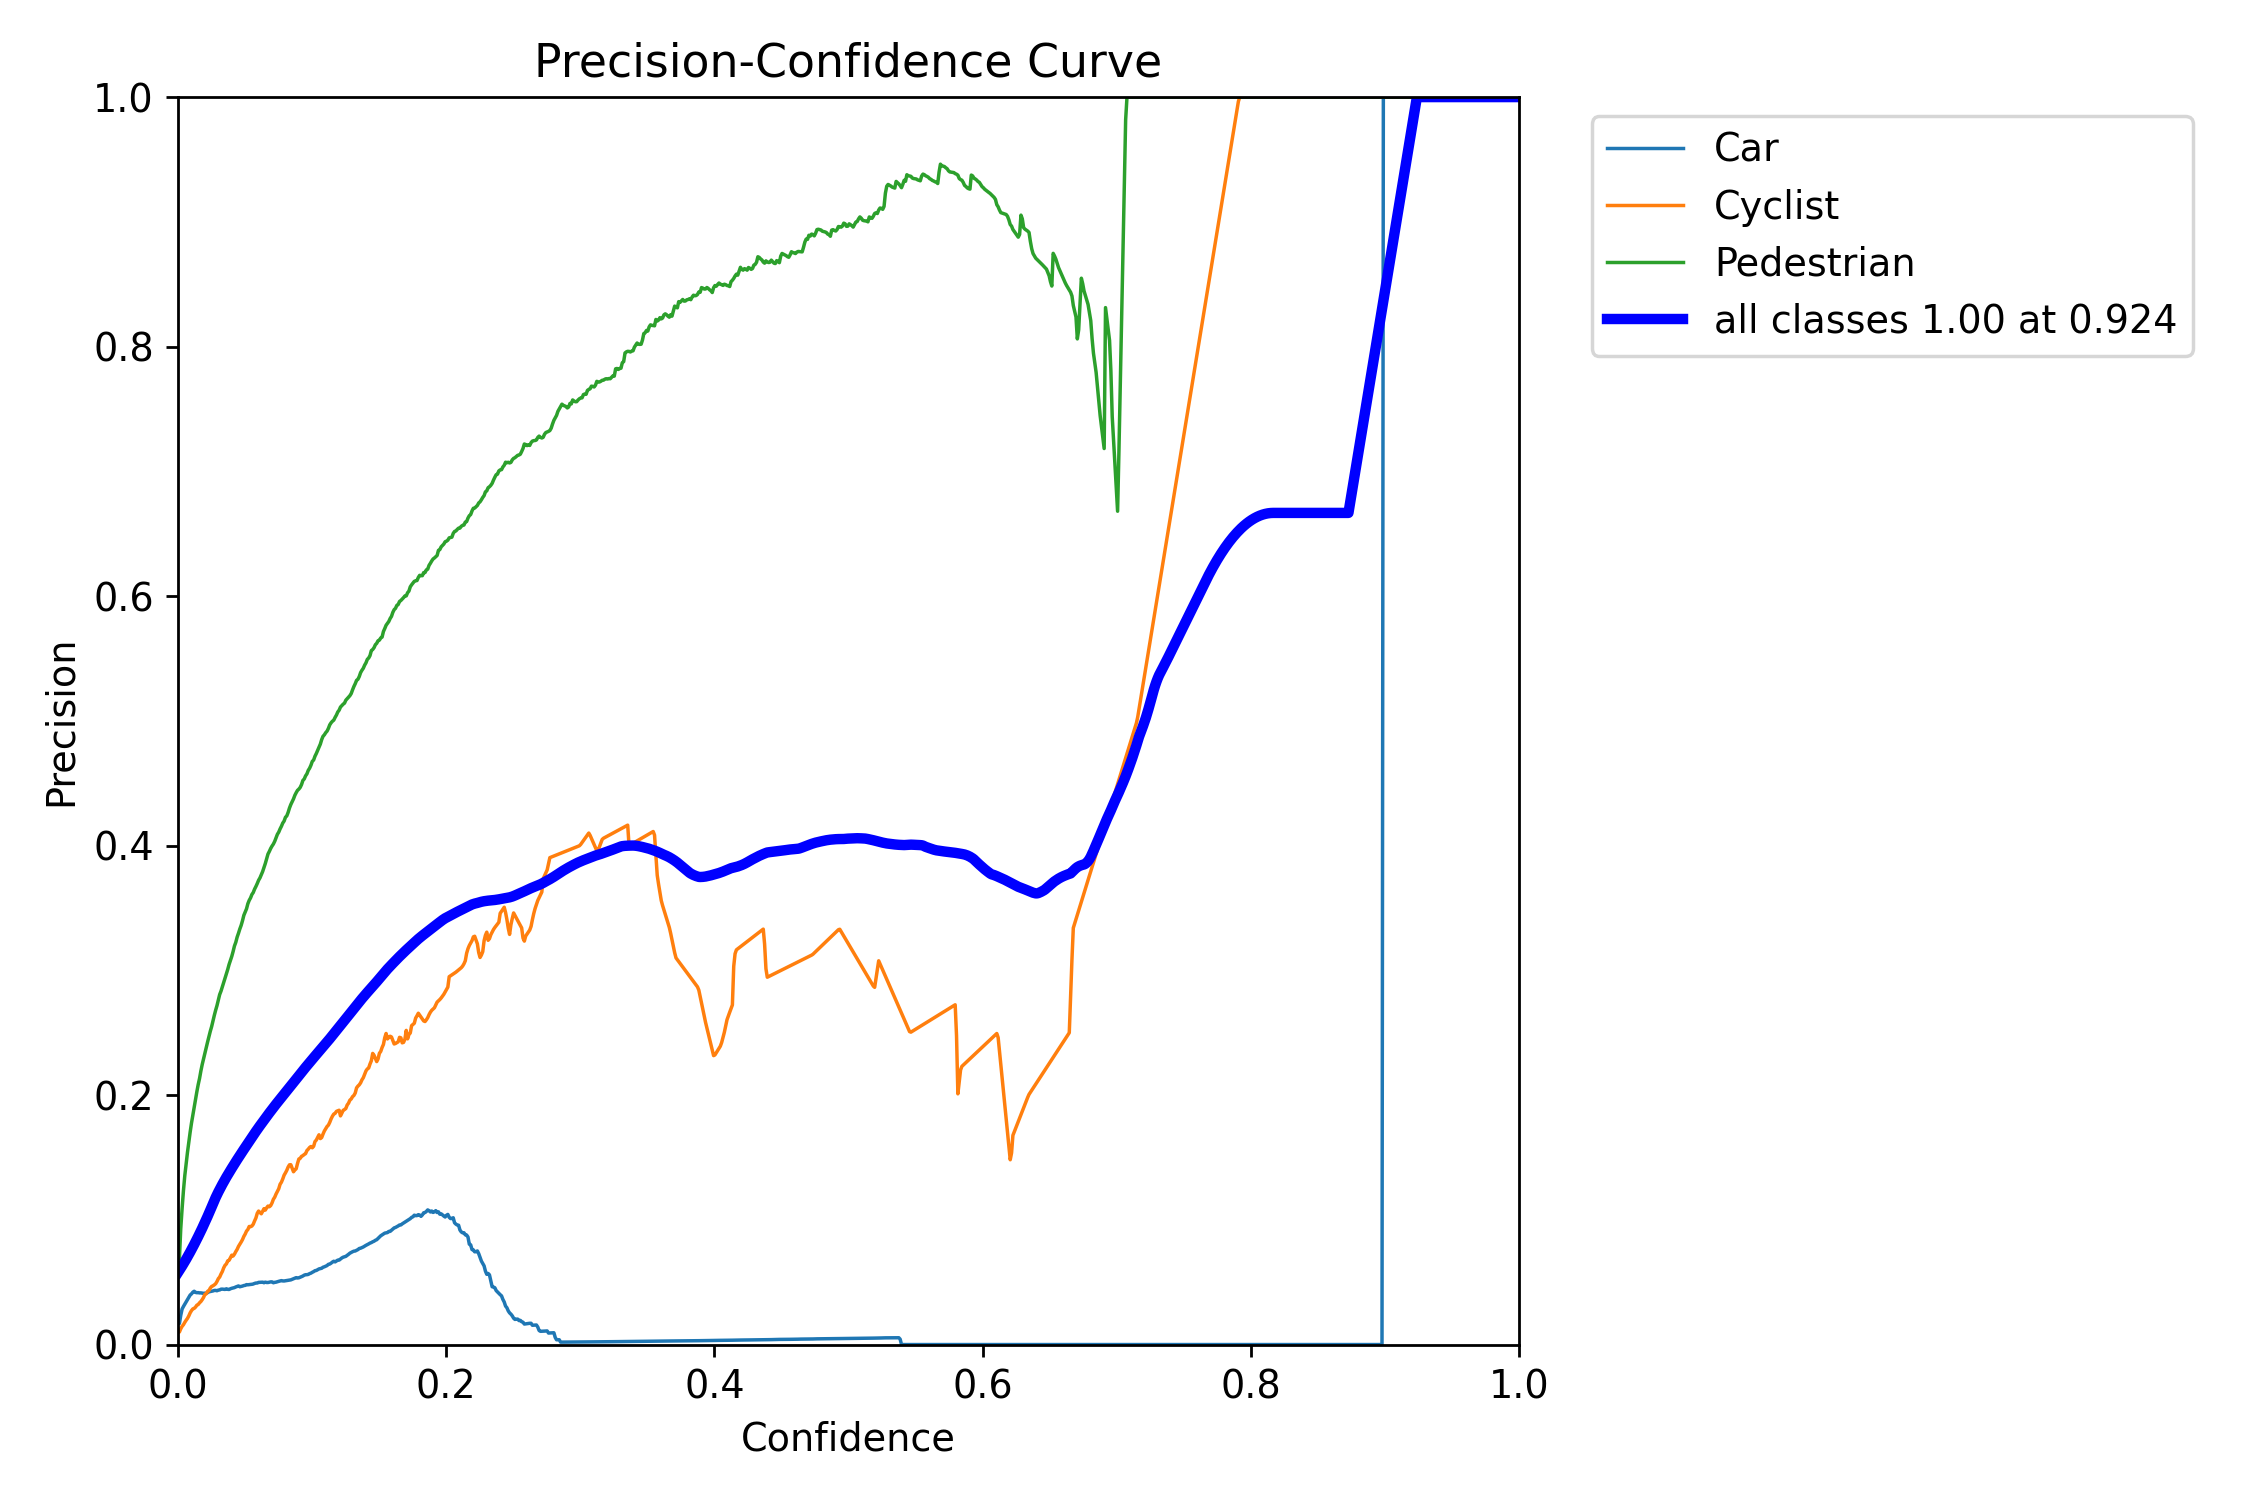 Precision-Confidence Curve
1.0
0.8
0.6
0.4
0.2
0.0
Precision
0.0 0.2 0.4 0.6 0.8 1.0
Confidence
Car
Cyclist
Pedestrian
all classes 1.00 at 0.924